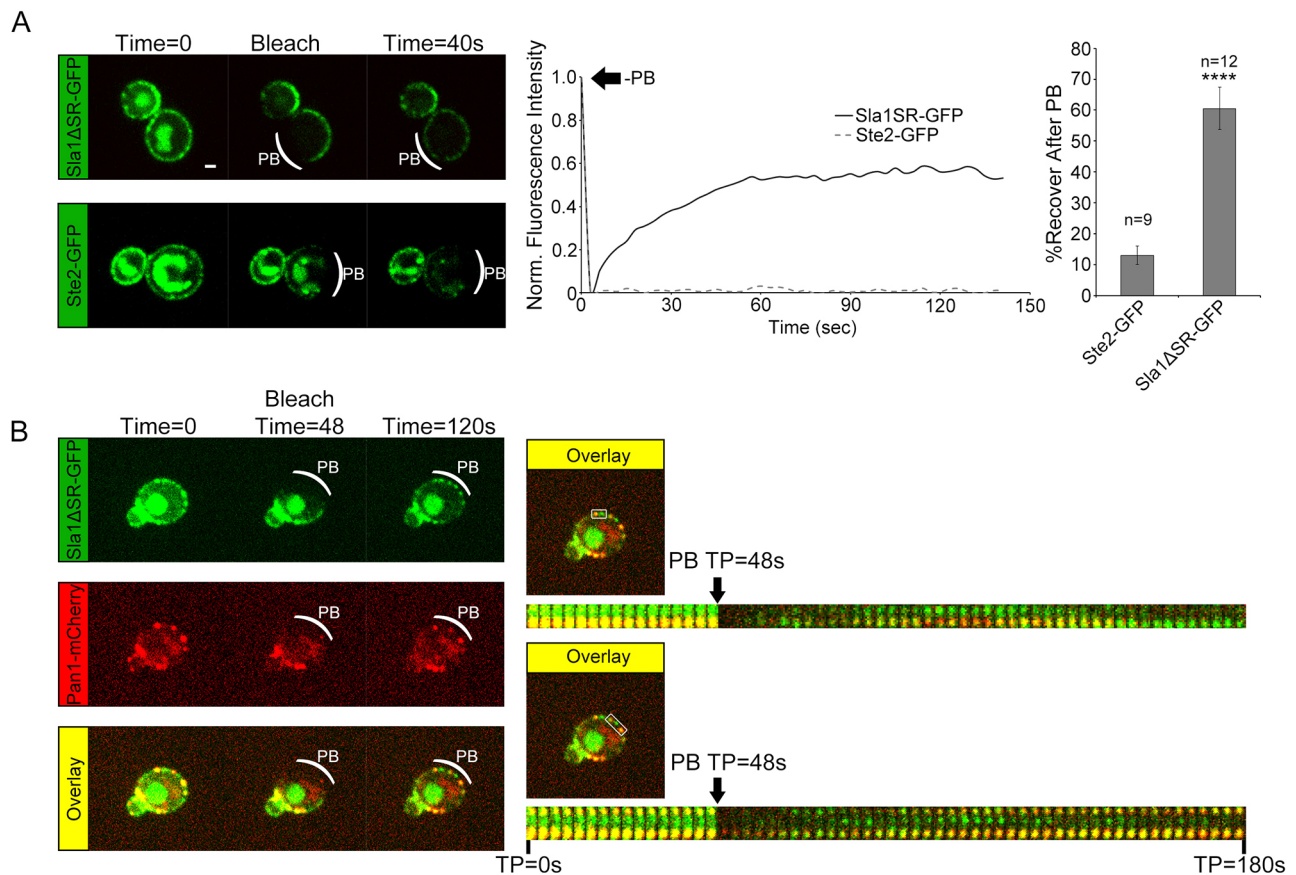 A
Time=0
Bleach
Time=40s
Sla1ΔSR-GFP
PB
PB
Ste2-GFP
PB
PB
Norm. Fluorescence Intensity
1.0
0.8
0.6
0.4
0.2
0
-PB
Sla1SR-GFP
Ste2-GFP
0 30 60 90 120 150
Time (sec)
%Recover After PB
80
70
60
50
40
30
20
10
0
n=12
****
n=9
Ste2-GFP
Sla1ΔSR-GFP
B
Bleach
Time=0
Time=48
Time=120s
Sla1ΔSR-GFP
PB
PB
Pan1-mCherry
PB
PB
Overlay
PB
PB
Overlay
PB TP=48s
Overlay
PB TP=48s
TP=0s
TP=180s